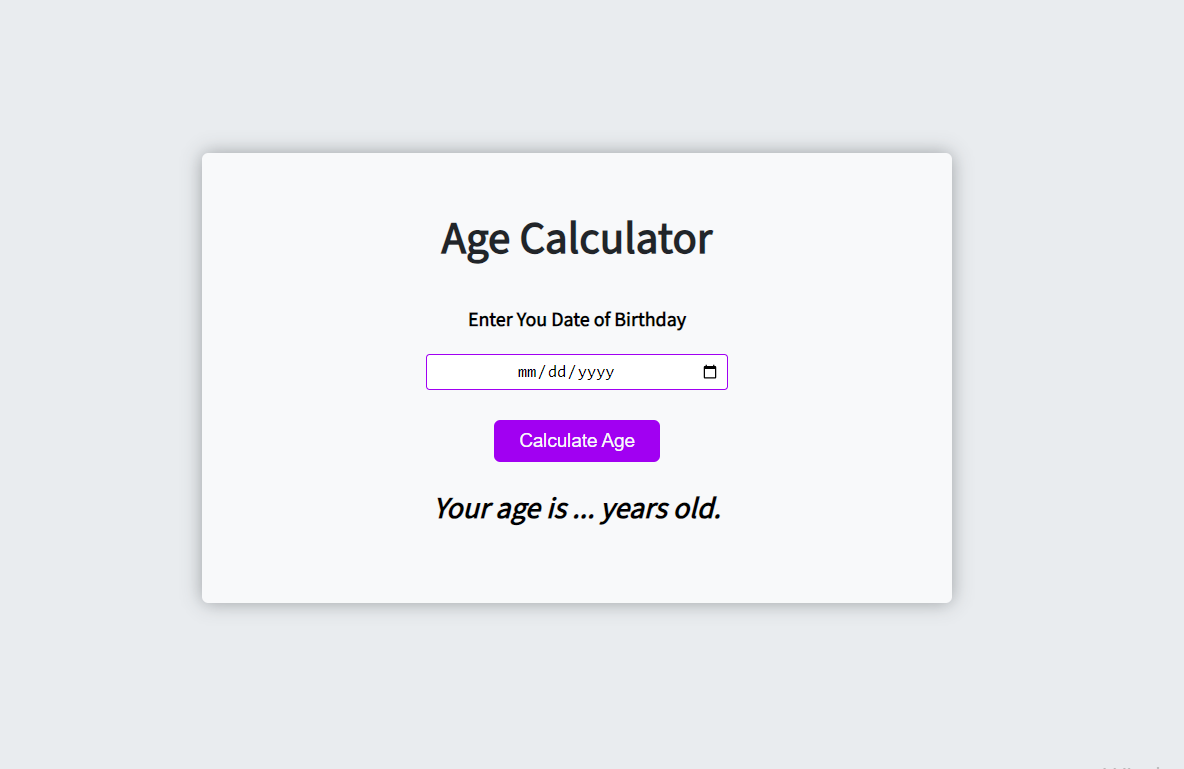 Age Calculator
Enter You Date of Birthday
mm/dd/yyyy
Calculate Age
Your age is ... years old.